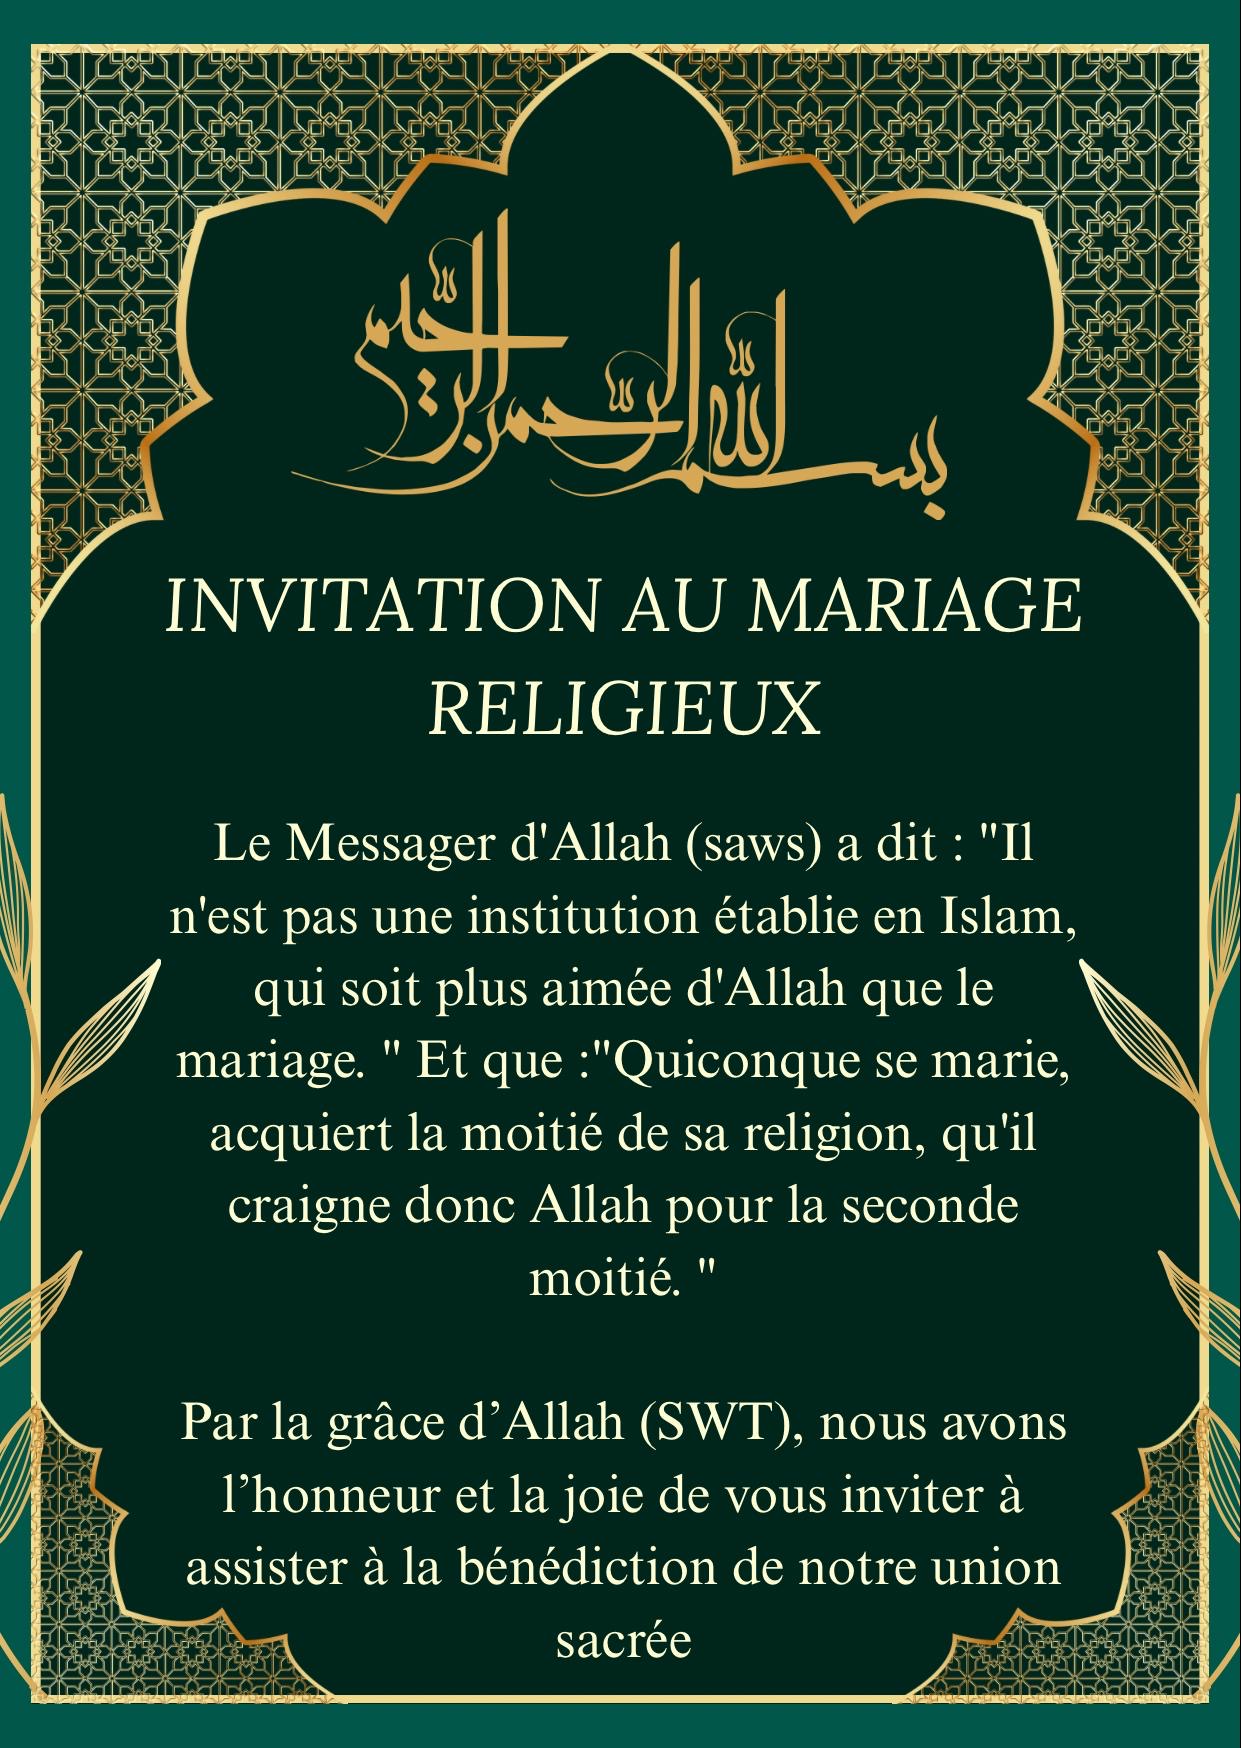 بسم الله الرحمن الرحيم
INVITATION AU MARIAGE
RELIGIEUX
Le Messager d'Allah (saws) a dit : "Il
n'est pas une institution établie en Islam,
qui soit plus aimée d'Allah que le
mariage. " Et que :"Quiconque se marie,
acquiert la moitié de sa religion, qu'il
craigne donc Allah pour la seconde
moitié. "
Par la grâce d’Allah (SWT), nous avons
l’honneur et la joie de vous inviter à
assister à la bénédiction de notre union
sacrée